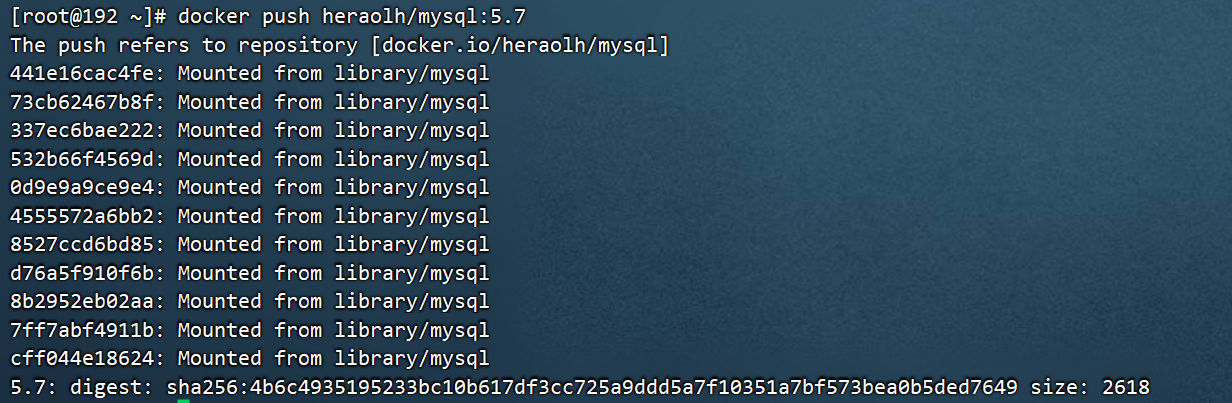 [root@192 ~]# docker push heraolh/mysql:5.7
The push refers to repository [docker.io/heraolh/mysql]
441e16cac4fe: Mounted from library/mysql
73cb62467b8f: Mounted from library/mysql
337ec6bae222: Mounted from library/mysql
532b66f4569d: Mounted from library/mysql
0d9e9a9ce9e4: Mounted from library/mysql
4555572a6bb2: Mounted from library/mysql
8527ccd6bd85: Mounted from library/mysql
d76a5f910f6b: Mounted from library/mysql
8b2952eb02aa: Mounted from library/mysql
7ff7abf4911b: Mounted from library/mysql
cff044e18624: Mounted from library/mysql
5.7: digest: sha256:4b6c4935195233bc10b617df3cc725a9ddd5a7f10351a7bf573bea0b5ded7649 size: 2618